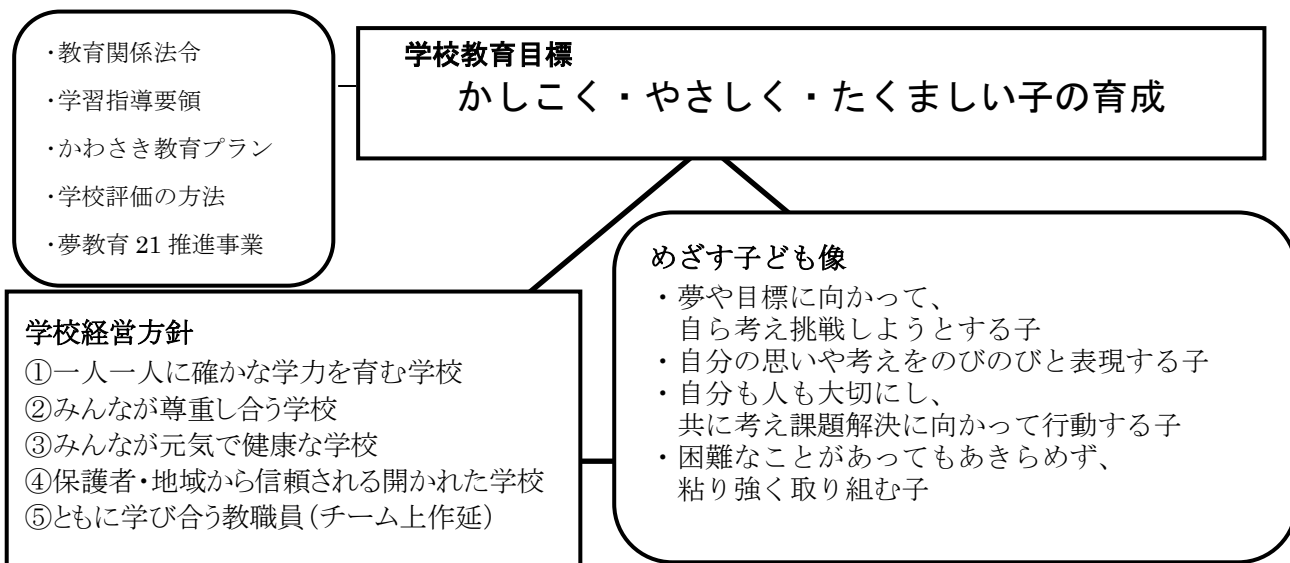 ・教育関係法令
・学習指導要領
・かわさき教育プラン
・学校評価の方法
・夢教育 21 推進事業
学校教育目標
かしこく・やさしく・たくましい子の育成
学校経営方針
①一人一人に確かな学力を育む学校
②みんなが尊重し合う学校
③みんなが元気で健康な学校
④保護者・地域から信頼される開かれた学校
⑤ともに学び合う教職員(チーム上作延)
めざす子ども像
・夢や目標に向かって、
自ら考え挑戦しようとする子
・自分の思いや考えをのびのびと表現する子
・自分も人も大切にし、
共に考え課題解決に向かって行動する子
・困難なことがあってもあきらめず、
粘り強く取り組む子